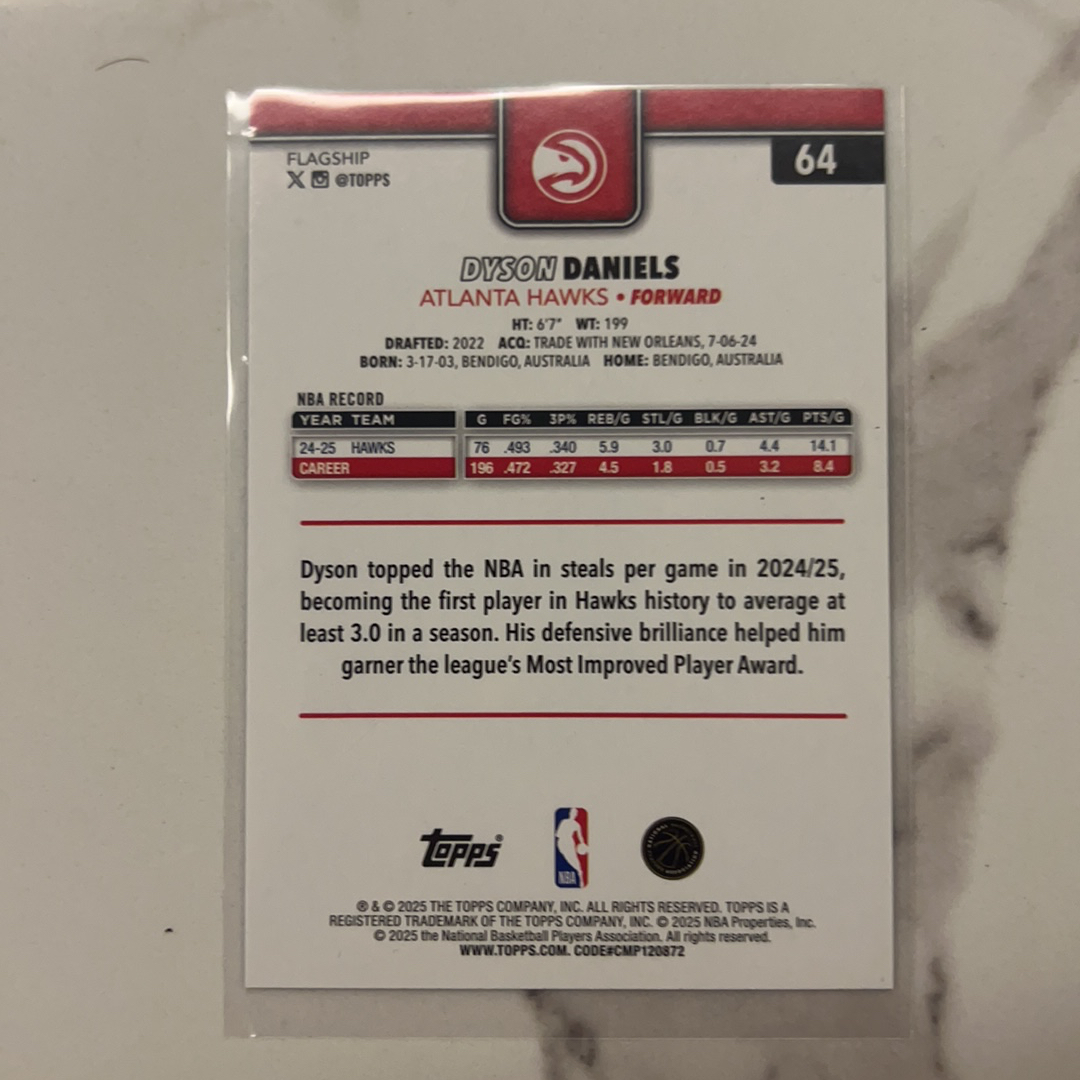 FLAGSHIP
@TOPPS
64
DYSON DANIELS
ATLANTA HAWKS • FORWARD
HT: 6'7" WT: 199
DRAFTED: 2022 ACQ: TRADE WITH NEW ORLEANS, 7-06-24
BORN: 3-17-03, BENDIGO, AUSTRALIA HOME: BENDIGO, AUSTRALIA
NBA RECORD
YEAR TEAM G FG% 3P% REB/G STL/G BLK/G AST/G PTS/G
24-25 HAWKS 76 .493 .340 5.9 3.0 0.7 4.4 14.1
CAREER 196 .472 .327 4.5 1.8 0.5 3.2 8.4
Dyson topped the NBA in steals per game in 2024/25,
becoming the first player in Hawks history to average at
least 3.0 in a season. His defensive brilliance helped him
garner the league's Most Improved Player Award.
Topps®
NBA
® & © 2025 THE TOPPS COMPANY, INC. ALL RIGHTS RESERVED. TOPPS IS A
REGISTERED TRADEMARK OF THE TOPPS COMPANY, INC. © 2025 NBA Properties, Inc.
© 2025 the National Basketball Players Association. All rights reserved.
WWW.TOPPS.COM. CODE#CMP120872